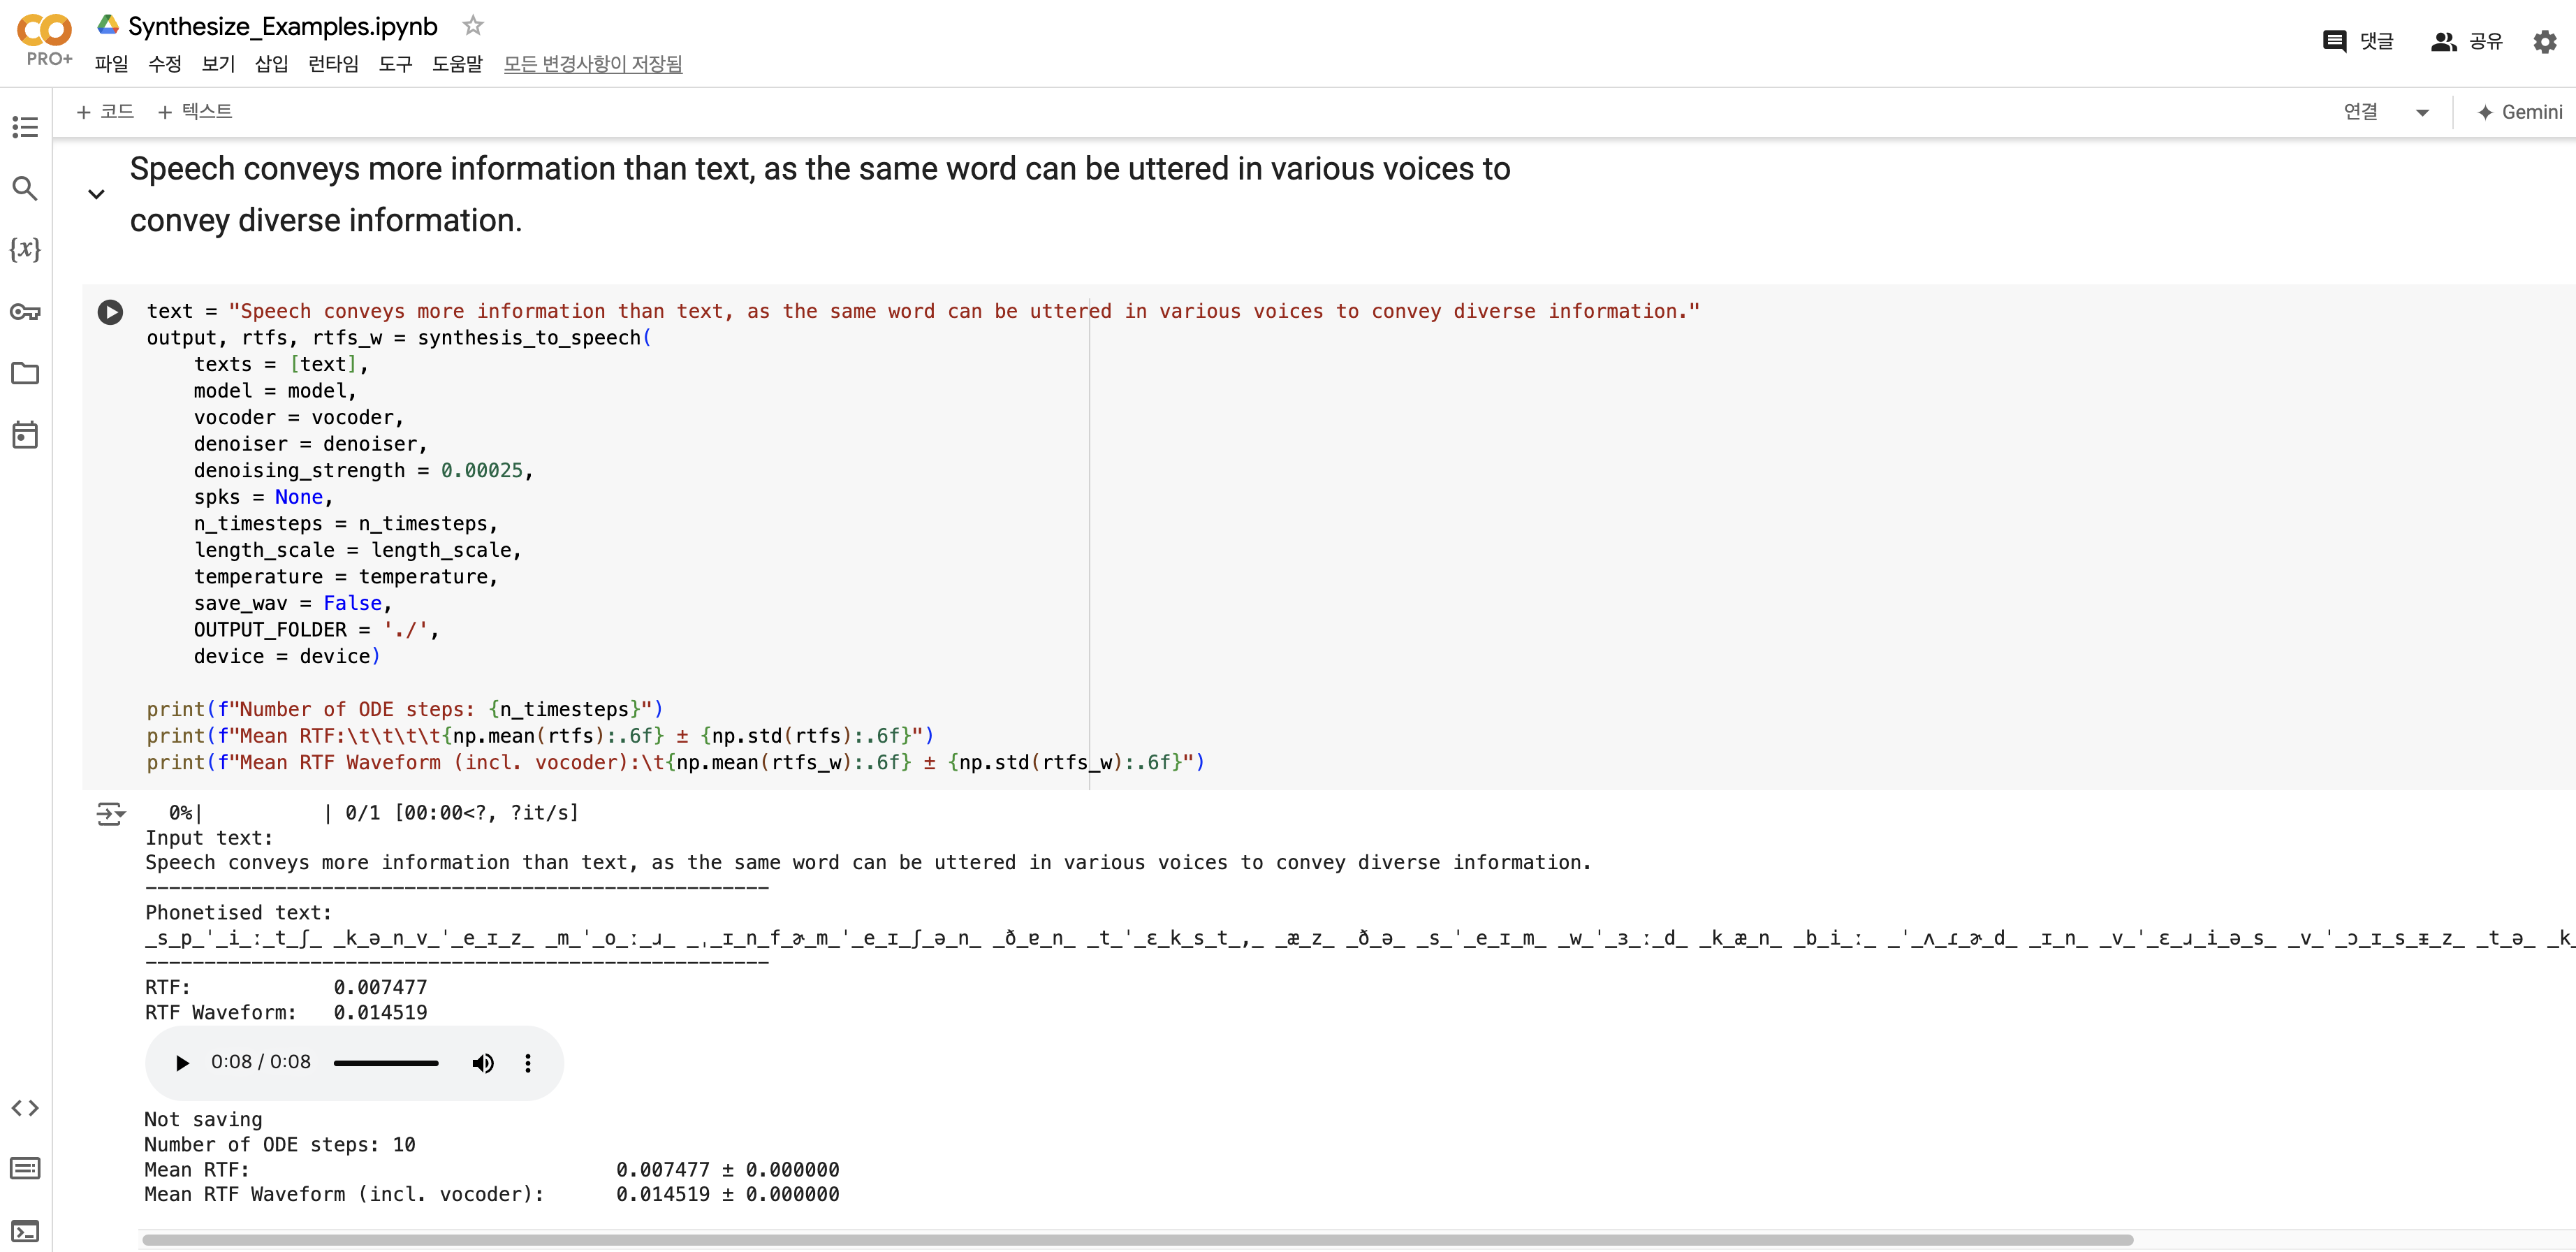 Synthesize_Examples.ipynb
PRO+
파일 수정 보기 삽입 런타임 도구 도움말 모든 변경사항이 저장됨
댓글 공유
+ 코드 + 텍스트
연결 Gemini
{x}
Speech conveys more information than text, as the same word can be uttered in various voices to
convey diverse information.
text = "Speech conveys more information than text, as the same word can be uttered in various voices to convey diverse information."
output, rtfs, rtfs_w = synthesis_to_speech(
    texts = [text],
    model = model,
    vocoder = vocoder,
    denoiser = denoiser,
    denoising_strength = 0.00025,
    spks = None,
    n_timesteps = n_timesteps,
    length_scale = length_scale,
    temperature = temperature,
    save_wav = False,
    OUTPUT_FOLDER = './',
    device = device)
print(f"Number of ODE steps: {n_timesteps}")
print(f"Mean RTF:\t\t\t\t{np.mean(rtfs):.6f} ± {np.std(rtfs):.6f}")
print(f"Mean RTF Waveform (incl. vocoder):\t{np.mean(rtfs_w):.6f} ± {np.std(rtfs_w):.6f}")
0%| | 0/1 [00:00<?, ?it/s]
Input text:
Speech conveys more information than text, as the same word can be uttered in various voices to convey diverse information.
-----------------------------------------------------
Phonetised text:
_s_p_ˈ_i_ː_t_ʃ_ _k_ə_n_v_ˈ_e_ɪ_z_ _m_ˈ_o_ː_ɹ_ _ˌ_ɪ_n_f_ɚ_m_ˈ_e_ɪ_ʃ_ə_n_ _ð_ɐ_n_ _t_ˈ_ɛ_k_s_t_,_ _æ_z_ _ð_ə_ _s_ˈ_e_ɪ_m_ _w_ˈ_ɜ_ː_d_ _k_æ_n_ _b_i_ː_ _ˈ_ʌ_ɾ_ɚ_d_ _ɪ_n_ _v_ˈ_ɛ_ɹ_i_ə_s_ _v_ˈ_ɔ_ɪ_s_ᵻ_z_ _t_ə_ _k_
-----------------------------------------------------
RTF: 0.007477
RTF Waveform: 0.014519
0:08 / 0:08
Not saving
Number of ODE steps: 10
Mean RTF: 0.007477 ± 0.000000
Mean RTF Waveform (incl. vocoder): 0.014519 ± 0.000000